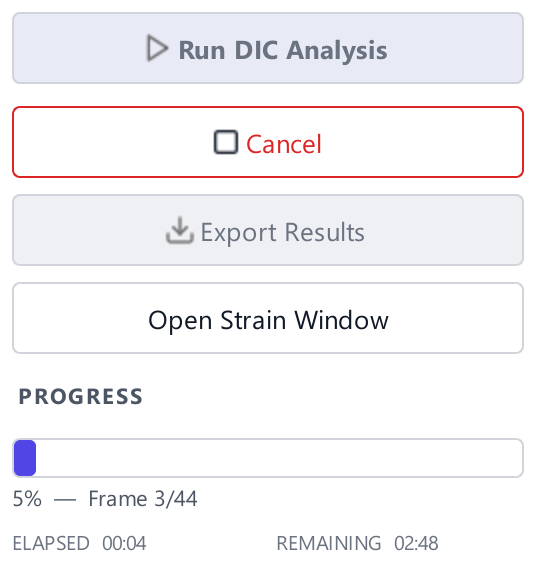 Run DIC Analysis
Cancel
Export Results
Open Strain Window
PROGRESS
5% — Frame 3/44
ELAPSED 00:04 REMAINING 02:48